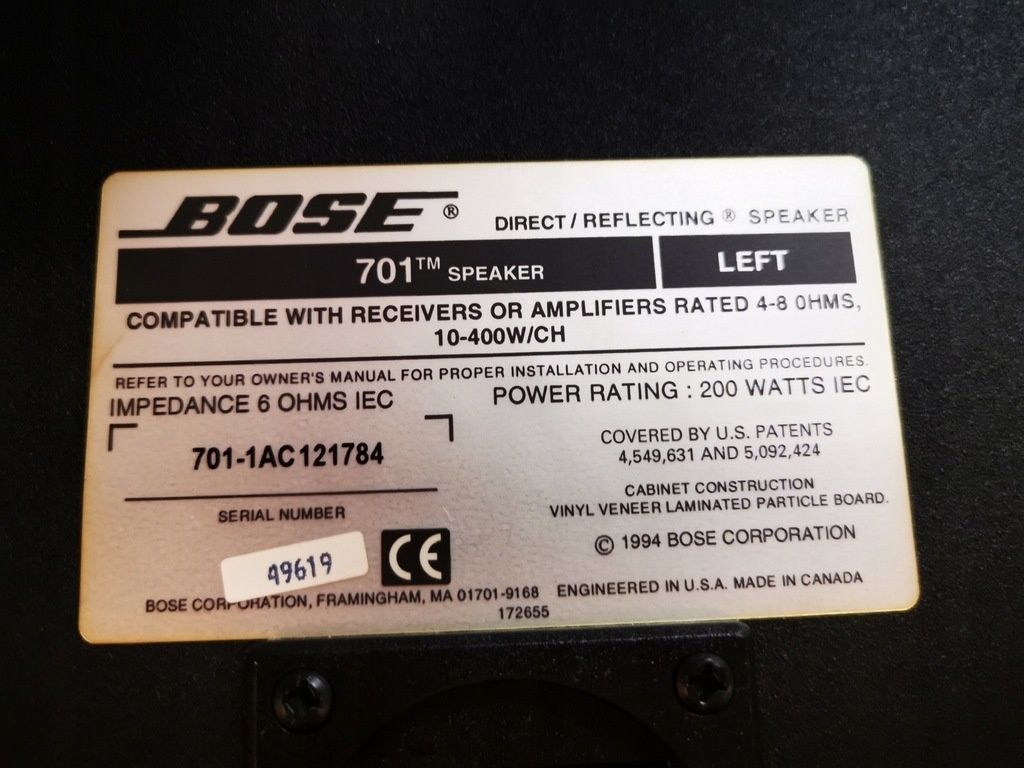 BOSE® DIRECT/REFLECTING® SPEAKER
701™ SPEAKER LEFT
COMPATIBLE WITH RECEIVERS OR AMPLIFIERS RATED 4-8 OHMS,
10-400W/CH
REFER TO YOUR OWNER'S MANUAL FOR PROPER INSTALLATION AND OPERATING PROCEDURES.
IMPEDANCE 6 OHMS IEC POWER RATING : 200 WATTS IEC
701-1AC121784
SERIAL NUMBER
COVERED BY U.S. PATENTS
4,549,631 AND 5,092,424
CABINET CONSTRUCTION
VINYL VENEER LAMINATED PARTICLE BOARD.
© 1994 BOSE CORPORATION
49619
CE
BOSE CORPORATION, FRAMINGHAM, MA 01701-9168 ENGINEERED IN U.S.A. MADE IN CANADA
172655